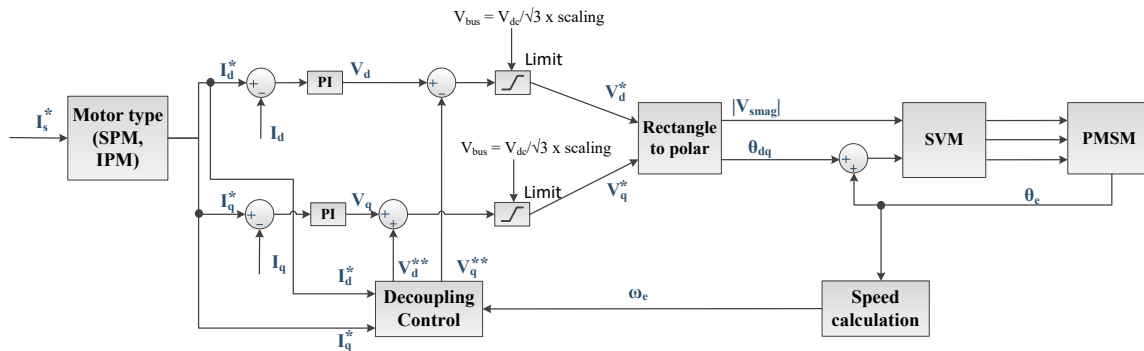 V_bus = V_dc/√3 x scaling
Limit
I_d^*
+
−
PI
V_d
−
V_d^*
I_s^*
Motor type
(SPM,
IPM)
I_d
|V_smag|
Rectangle
to polar
θ_dq
+
+
SVM
PMSM
V_bus = V_dc/√3 x scaling
Limit
I_q^*
+
−
PI
V_q
+
+
V_q^*
θ_e
I_q
V_d^**
V_q^**
I_d^*
Decoupling
Control
I_q^*
ω_e
Speed
calculation